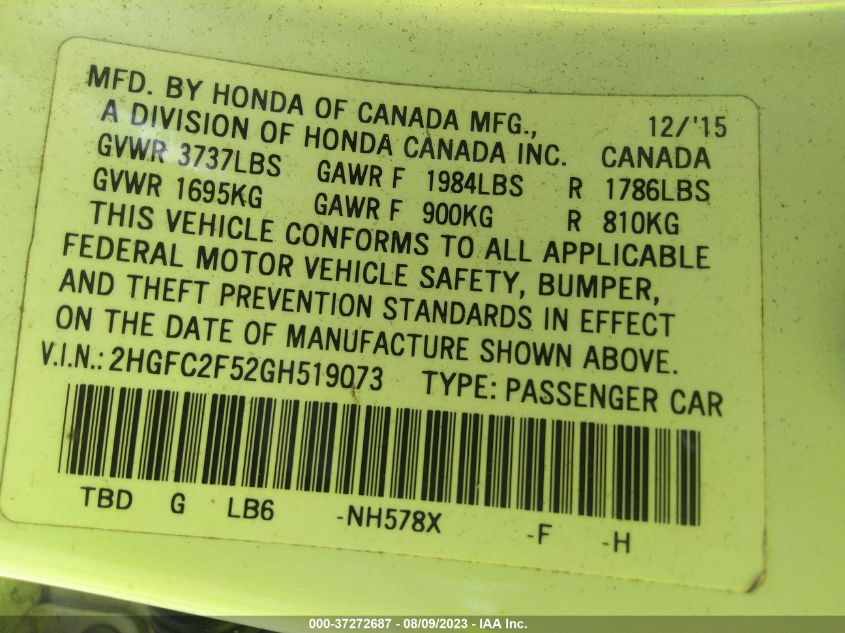 MFD. BY HONDA OF CANADA MFG., 12/'15
A DIVISION OF HONDA CANADA INC. CANADA
GVWR 3737LBS GAWR F 1984LBS R 1786LBS
GVWR 1695KG GAWR F 900KG R 810KG
THIS VEHICLE CONFORMS TO ALL APPLICABLE
FEDERAL MOTOR VEHICLE SAFETY, BUMPER,
AND THEFT PREVENTION STANDARDS IN EFFECT
ON THE DATE OF MANUFACTURE SHOWN ABOVE.
V.I.N.: 2HGFC2F52GH519073 TYPE: PASSENGER CAR
TBD G LB6 -NH578X -F -H
000-37272687 - 08/09/2023 - IAA Inc.